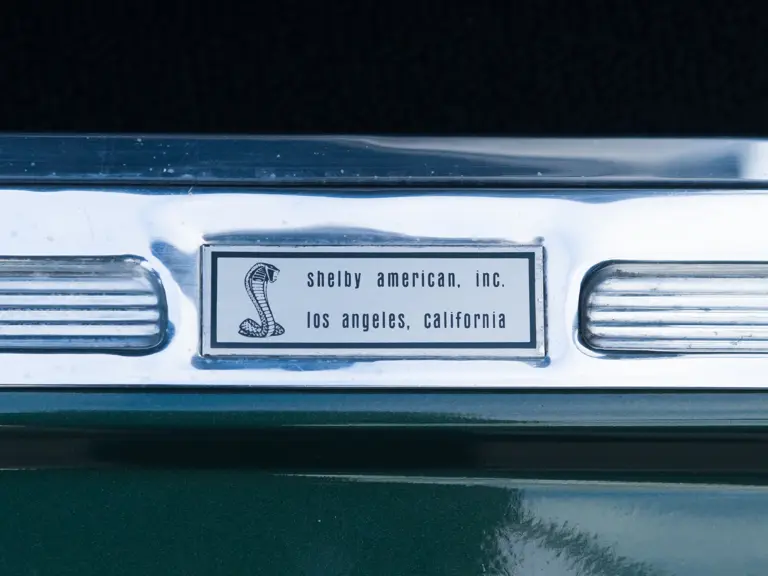 shelby american, inc.
los angeles, california